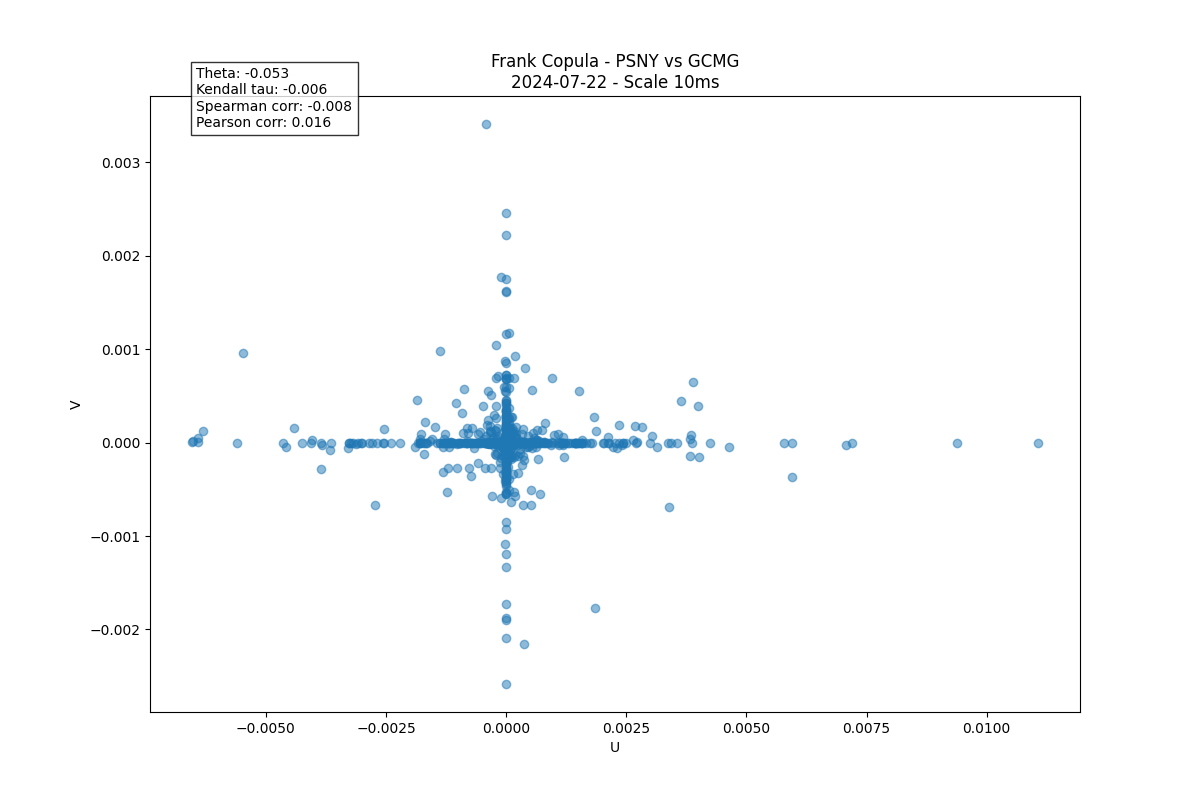 Frank Copula - PSNY vs GCMG
2024-07-22 - Scale 10ms
Theta: -0.053
Kendall tau: -0.006
Spearman corr: -0.008
Pearson corr: 0.016
V
0.003
0.002
0.001
0.000
−0.001
−0.002
−0.0050
−0.0025
0.0000
0.0025
0.0050
0.0075
0.0100
U